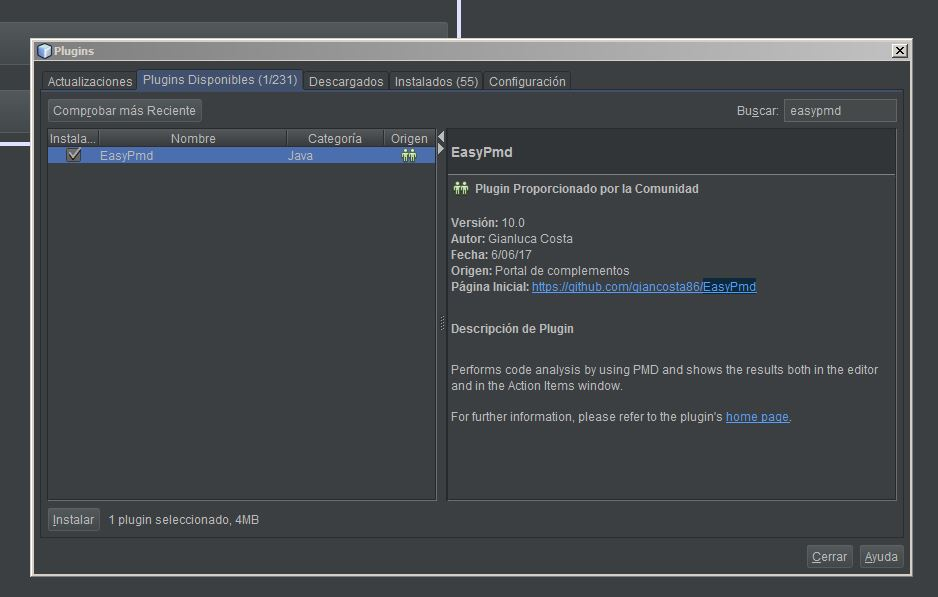 Plugins
Actualizaciones Plugins Disponibles (1/231) Descargados Instalados (55) Configuración
Comprobar más Reciente Buscar: easypmd
Instala... Nombre Categoría Origen
EasyPmd Java
EasyPmd
Plugin Proporcionado por la Comunidad
Versión: 10.0
Autor: Gianluca Costa
Fecha: 6/06/17
Origen: Portal de complementos
Página Inicial: https://github.com/giancosta86/EasyPmd
Descripción de Plugin
Performs code analysis by using PMD and shows the results both in the editor
and in the Action Items window.
For further information, please refer to the plugin's home page.
Instalar 1 plugin seleccionado, 4MB
Cerrar Ayuda